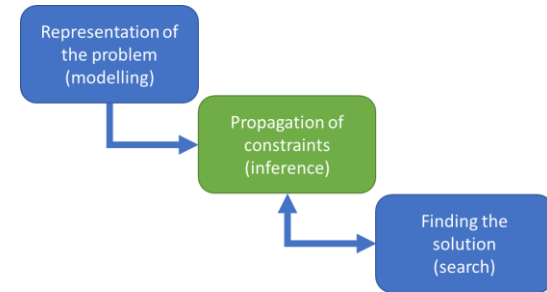 Representation of
the problem
(modelling)
Propagation of
constraints
(inference)
Finding the
solution
(search)